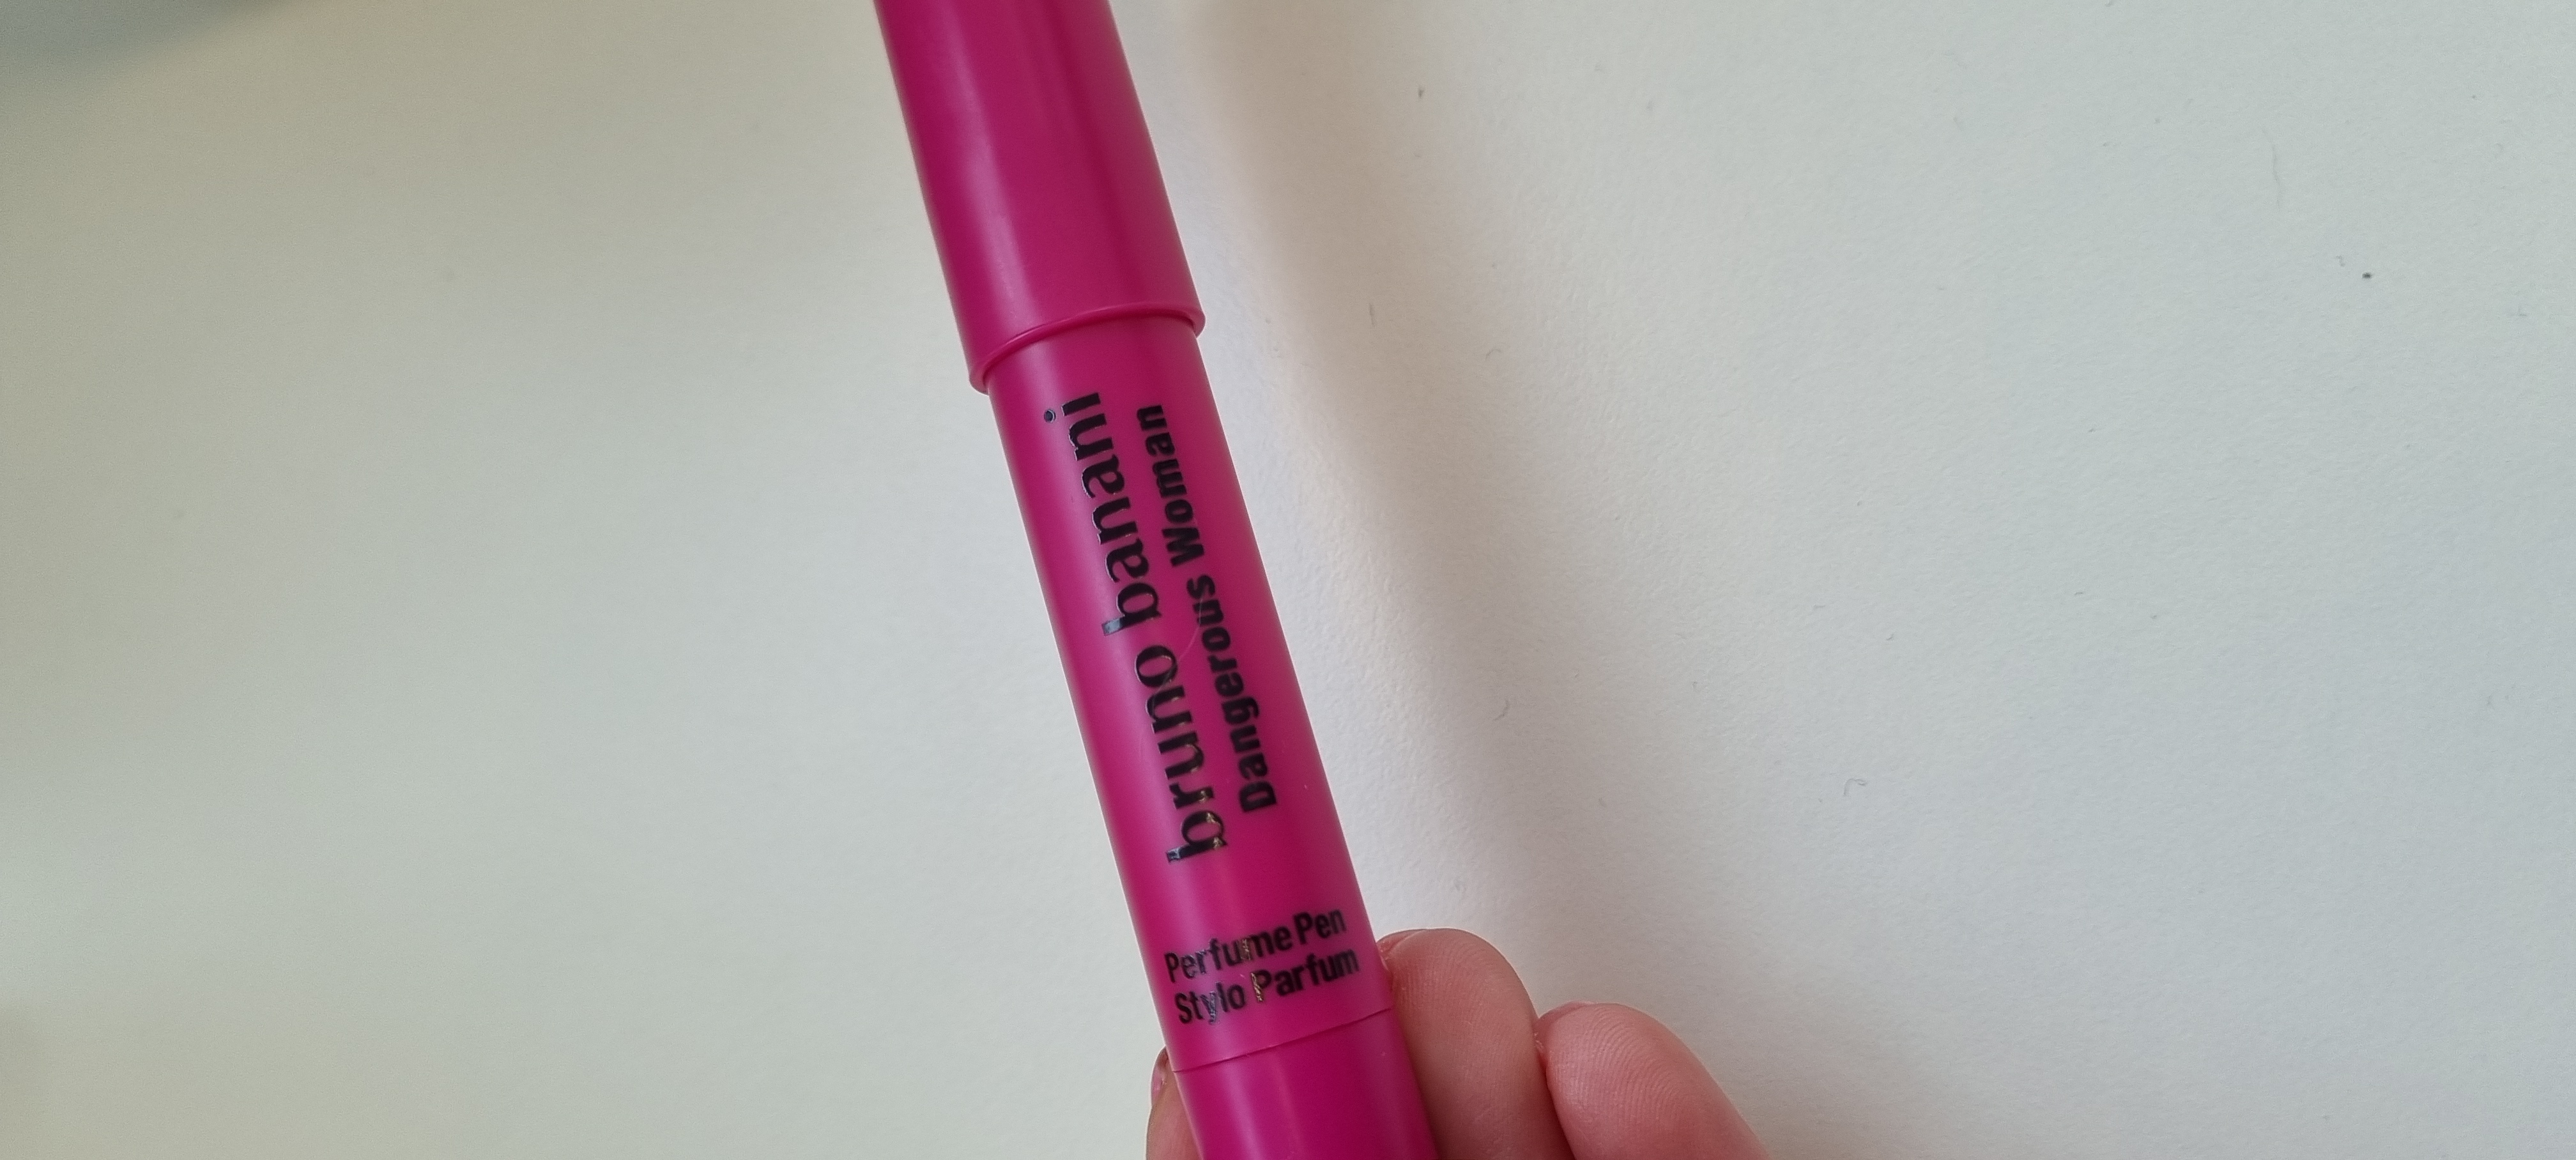 bruno banani
Dangerous Woman
Perfume Pen
Stylo Parfum